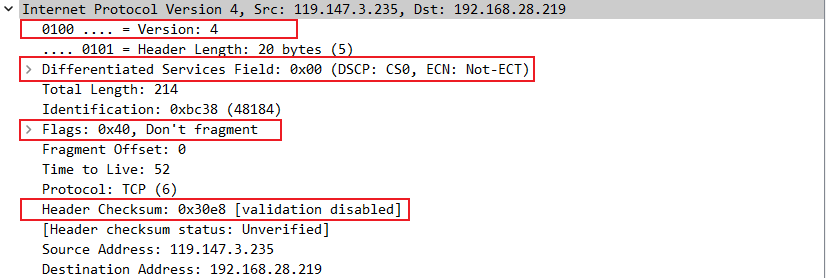 Internet Protocol Version 4, Src: 119.147.3.235, Dst: 192.168.28.219
0100 .... = Version: 4
.... 0101 = Header Length: 20 bytes (5)
Differentiated Services Field: 0x00 (DSCP: CS0, ECN: Not-ECT)
Total Length: 214
Identification: 0xbc38 (48184)
Flags: 0x40, Don't fragment
Fragment Offset: 0
Time to Live: 52
Protocol: TCP (6)
Header Checksum: 0x30e8 [validation disabled]
[Header checksum status: Unverified]
Source Address: 119.147.3.235
Destination Address: 192.168.28.219